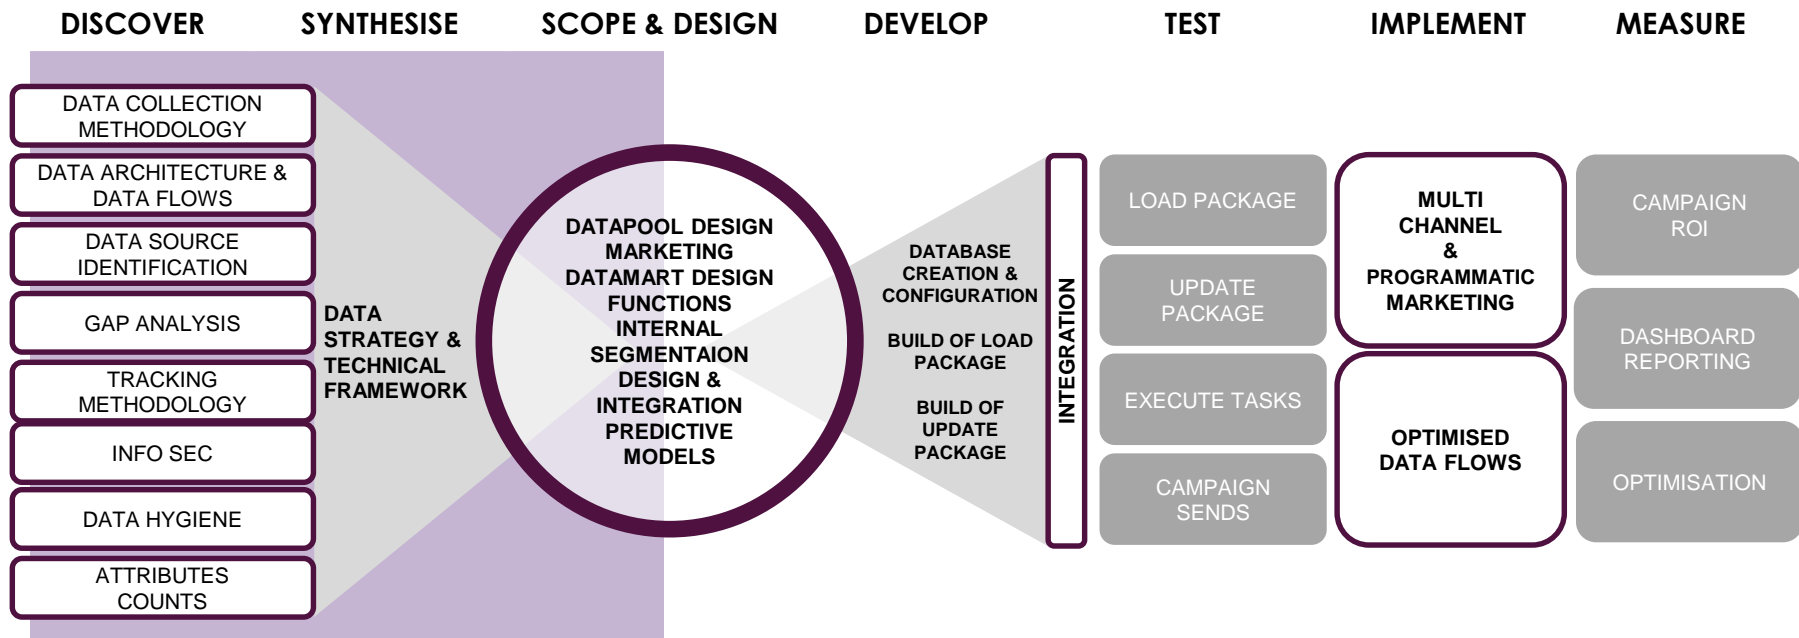 DISCOVER
SYNTHESISE
SCOPE & DESIGN
DEVELOP
TEST
IMPLEMENT
MEASURE
DATA COLLECTION
METHODOLOGY
DATA ARCHITECTURE &
DATA FLOWS
DATA SOURCE
IDENTIFICATION
GAP ANALYSIS
TRACKING
METHODOLOGY
INFO SEC
DATA HYGIENE
ATTRIBUTES
COUNTS
DATA
STRATEGY &
TECHNICAL
FRAMEWORK
DATAPOOL DESIGN
MARKETING
DATAMART DESIGN
FUNCTIONS
INTERNAL
SEGMENTAION
DESIGN &
INTEGRATION
PREDICTIVE
MODELS
DATABASE
CREATION &
CONFIGURATION
BUILD OF LOAD
PACKAGE
BUILD OF
UPDATE
PACKAGE
INTEGRATION
LOAD PACKAGE
UPDATE
PACKAGE
EXECUTE TASKS
CAMPAIGN
SENDS
MULTI
CHANNEL
&
PROGRAMMATIC
MARKETING
OPTIMISED
DATA FLOWS
CAMPAIGN
ROI
DASHBOARD
REPORTING
OPTIMISATION